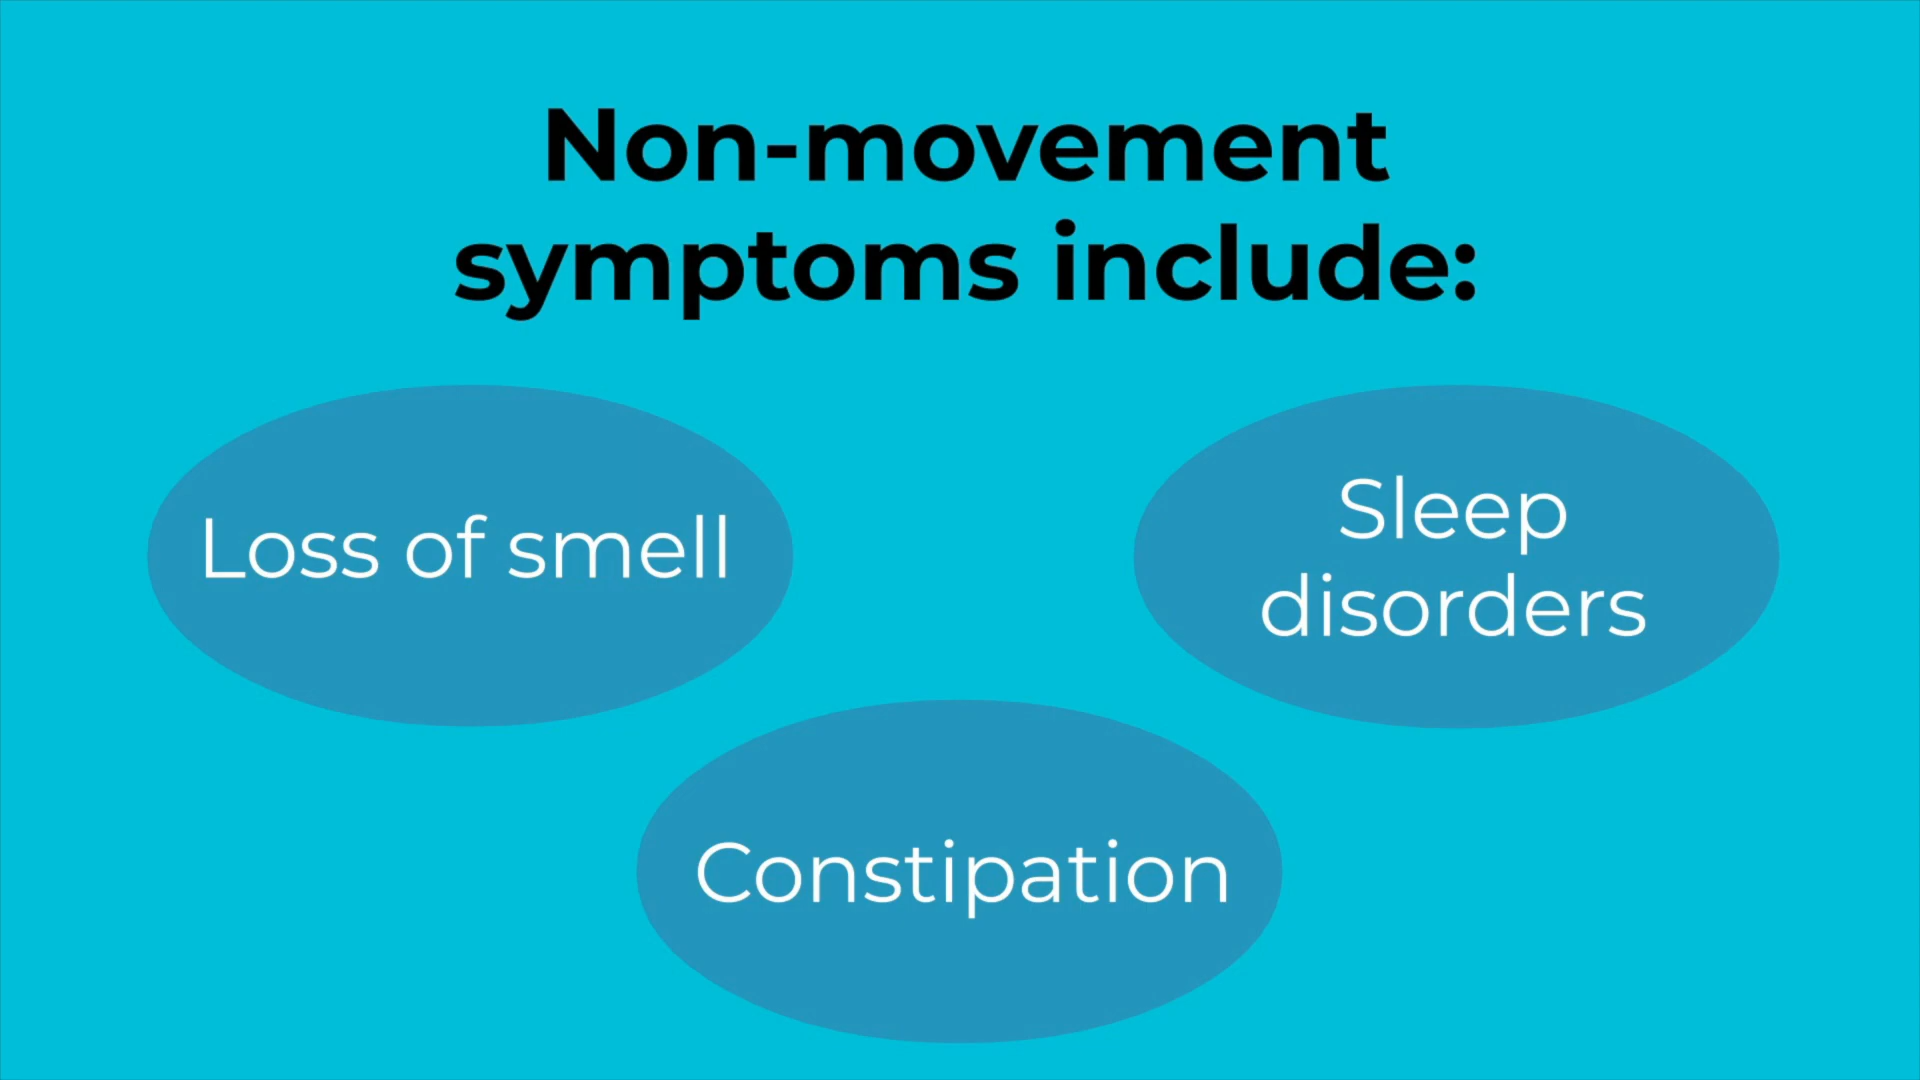 Non-movement
symptoms include:
Loss of smell
Sleep
disorders
Constipation